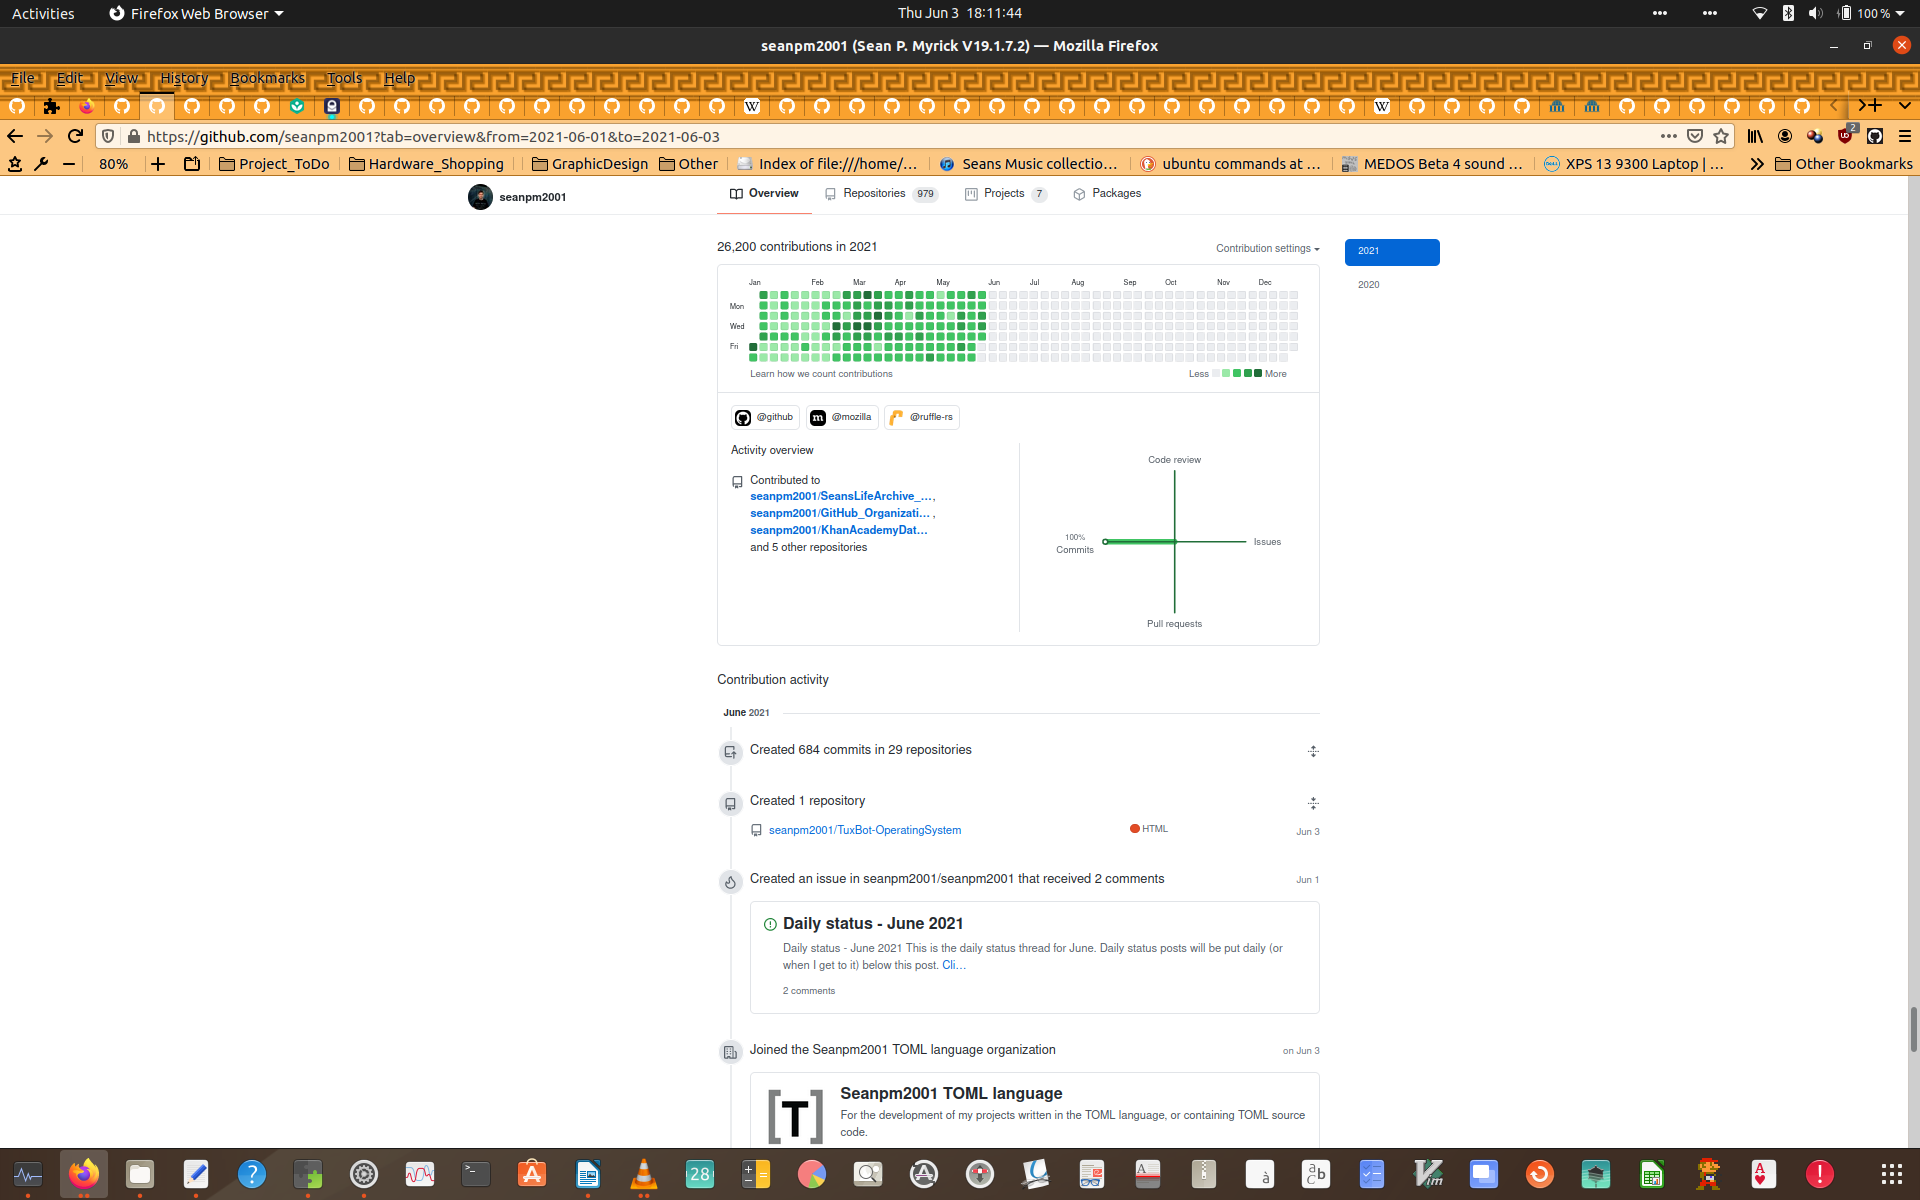 Activities
Firefox Web Browser
Thu Jun 3 18:11:44
100 %
seanpm2001 (Sean P. Myrick V19.1.7.2) — Mozilla Firefox
File Edit View History Bookmarks Tools Help
https://github.com/seanpm2001?tab=overview&from=2021-06-01&to=2021-06-03
2
80%
Project_ToDo
Hardware_Shopping
GraphicDesign
Other
Index of file:///home/...
Seans Music collectio...
ubuntu commands at ...
MEDOS Beta 4 sound ...
XPS 13 9300 Laptop | ...
Other Bookmarks
seanpm2001
Overview
Repositories 979
Projects 7
Packages
26,200 contributions in 2021
Contribution settings
2021
2020
Jan Feb Mar Apr May Jun Jul Aug Sep Oct Nov Dec
Mon
Wed
Fri
Learn how we count contributions
Less More
@github
@mozilla
@ruffle-rs
Activity overview
Contributed to
seanpm2001/SeansLifeArchive_...,
seanpm2001/GitHub_Organizati... ,
seanpm2001/KhanAcademyDat...
and 5 other repositories
Code review
100%
Commits
Issues
Pull requests
Contribution activity
June 2021
Created 684 commits in 29 repositories
Created 1 repository
seanpm2001/TuxBot-OperatingSystem
HTML
Jun 3
Created an issue in seanpm2001/seanpm2001 that received 2 comments
Jun 1
Daily status - June 2021
Daily status - June 2021 This is the daily status thread for June. Daily status posts will be put daily (or
when I get to it) below this post. Cli...
2 comments
Joined the Seanpm2001 TOML language organization
on Jun 3
[T]
Seanpm2001 TOML language
For the development of my projects written in the TOML language, or containing TOML source
code.
28